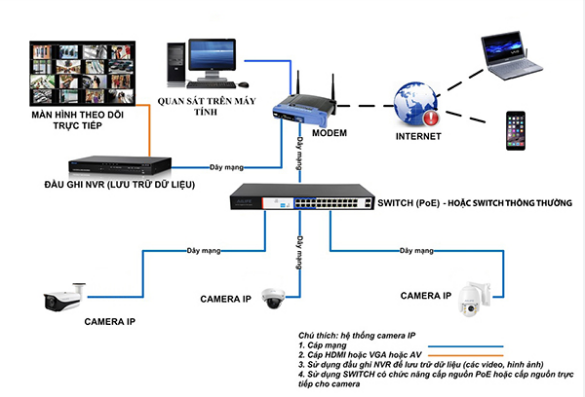 MÀN HÌNH THEO DÕI
TRỰC TIẾP
QUAN SÁT TRÊN MÁY
TÍNH
MODEM
INTERNET
ĐẦU GHI NVR (LƯU TRỮ DỮ LIỆU)
Dây mạng
Dây mạng
SWITCH (PoE) - HOẶC SWITCH THÔNG THƯỜNG
Dây mạng
Dây mạng
Dây mạng
CAMERA IP
CAMERA IP
CAMERA IP
Chú thích: hệ thống camera IP
1. Cáp mạng
2. Cáp HDMI hoặc VGA hoặc AV
3. Sử dụng đầu ghi NVR để lưu trữ dữ liệu (các video, hình ảnh)
4. Sử dụng SWITCH có chức năng cấp nguồn PoE hoặc cấp nguồn trực
tiếp cho camera